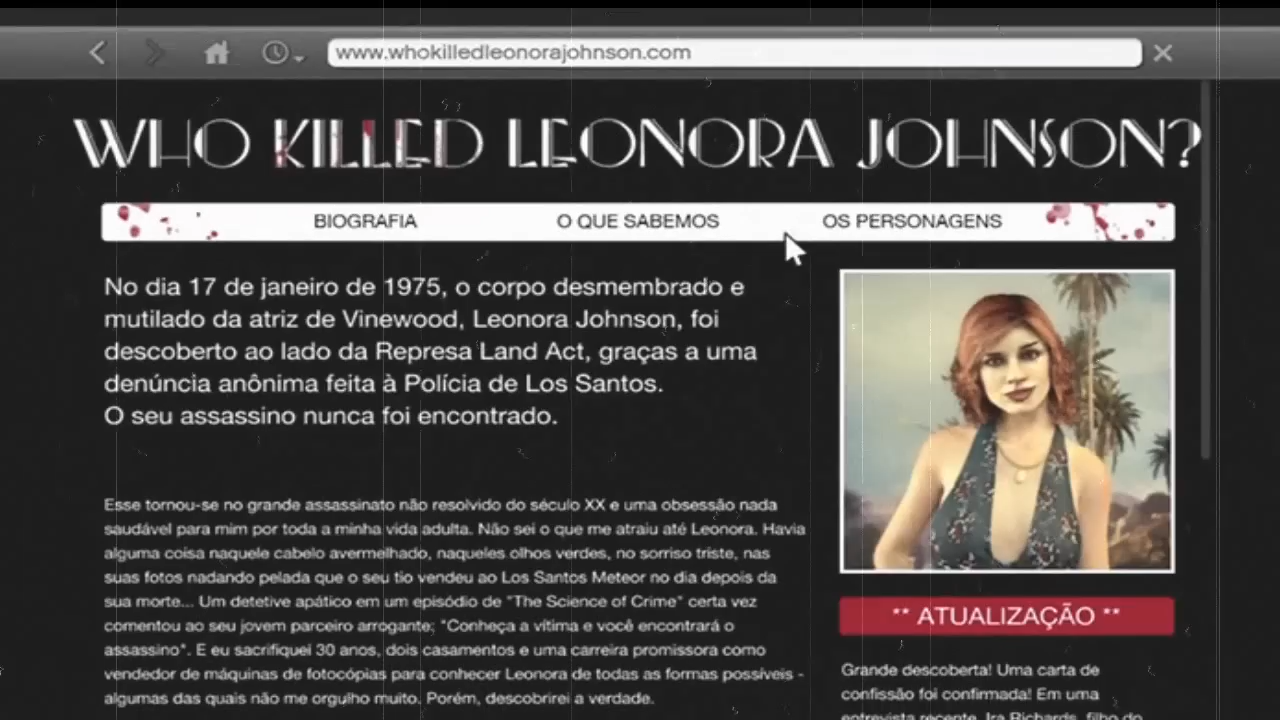 www.whokilledleonorajohnson.com
WHO KILLED LEONORA JOHNSON?
BIOGRAFIA O QUE SABEMOS OS PERSONAGENS
No dia 17 de janeiro de 1975, o corpo desmembrado e
mutilado da atriz de Vinewood, Leonora Johnson, foi
descoberto ao lado da Represa Land Act, graças a uma
denúncia anônima feita à Polícia de Los Santos.
O seu assassino nunca foi encontrado.
Esse tornou-se no grande assassinato não resolvido do século XX e uma obsessão nada
saudável para mim por toda a minha vida adulta. Não sei o que me atraiu até Leonora. Havia
alguma coisa naquele cabelo avermelhado, naqueles olhos verdes, no sorriso triste, nas
suas fotos nadando pelada que o seu tio vendeu ao Los Santos Meteor no dia depois da
sua morte... Um detetive apático em um episódio de "The Science of Crime" certa vez
comentou ao seu jovem parceiro arrogante: "Conheça a vítima e você encontrará o
assassino". E eu sacrifiquei 30 anos, dois casamentos e uma carreira promissora como
vendedor de máquinas de fotocópias para conhecer Leonora de todas as formas possíveis -
algumas das quais não me orgulho muito. Porém, descobrirei a verdade.
** ATUALIZAÇÃO **
Grande descoberta! Uma carta de
confissão foi confirmada! Em uma
entrevista recente, Ira Richards, filho do